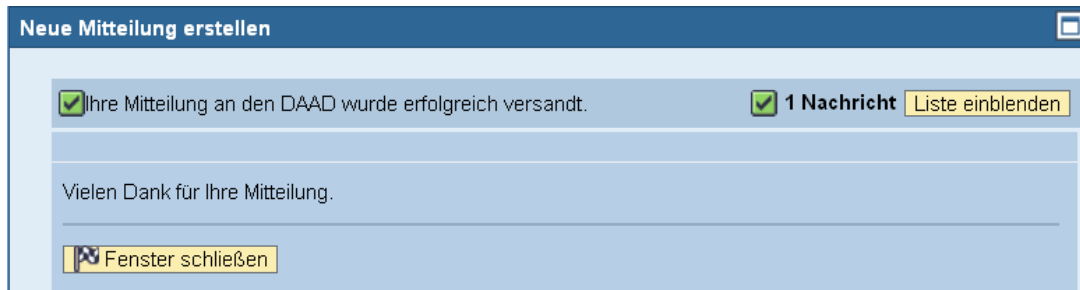 Neue Mitteilung erstellen
Ihre Mitteilung an den DAAD wurde erfolgreich versandt. 1 Nachricht Liste einblenden
Vielen Dank für Ihre Mitteilung.
Fenster schließen